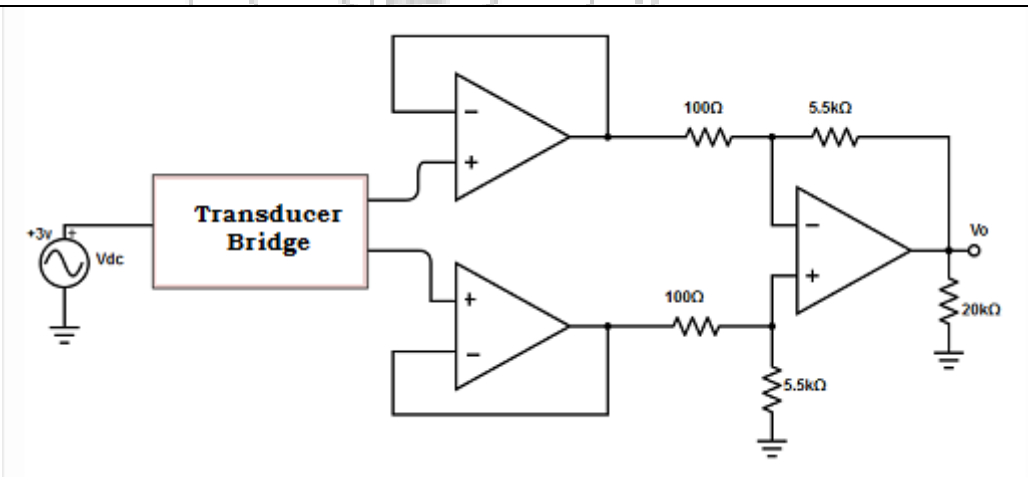 100Ω
5.5kΩ
−
+
Transducer
Bridge
+3v
+
Vdc
−
+
Vo
20kΩ
100Ω
+
−
5.5kΩ